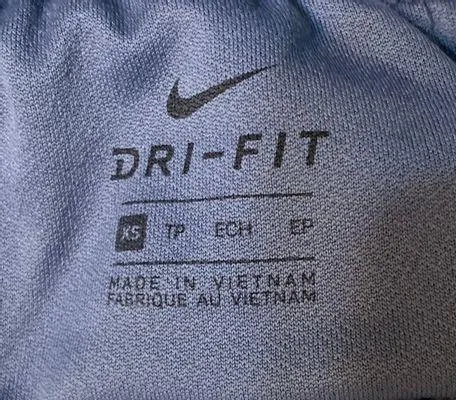 DRI-FIT
XS TP ECH EP
MADE IN VIETNAM
FABRIQUE AU VIETNAM